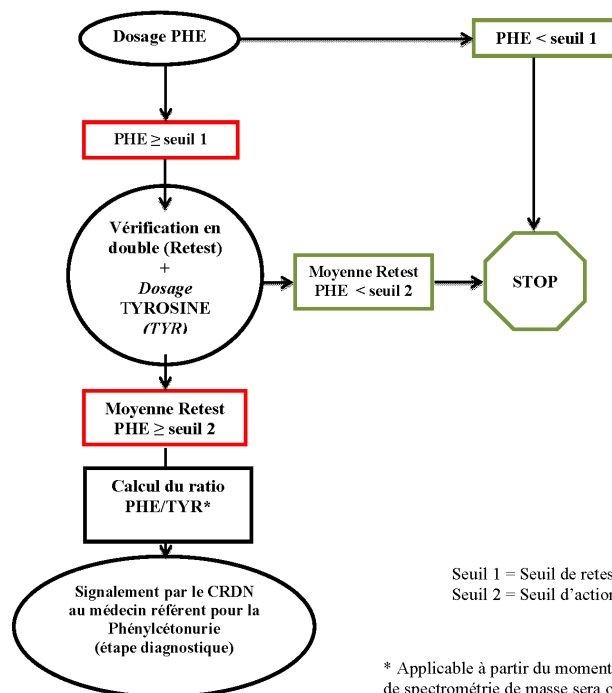 Dosage PHE
PHE < seuil 1
PHE ≥ seuil 1
Vérification en
double (Retest)
+
Dosage
TYROSINE
(TYR)
Moyenne Retest
PHE < seuil 2
STOP
Moyenne Retest
PHE ≥ seuil 2
Calcul du ratio
PHE/TYR*
Signalement par le CRDN
au médecin référent pour la
Phénylcétonurie
(étape diagnostique)
Seuil 1 = Seuil de
Seuil 2 = Seuil d’action
* Applicable à partir du moment
de spectrométrie de masse sera